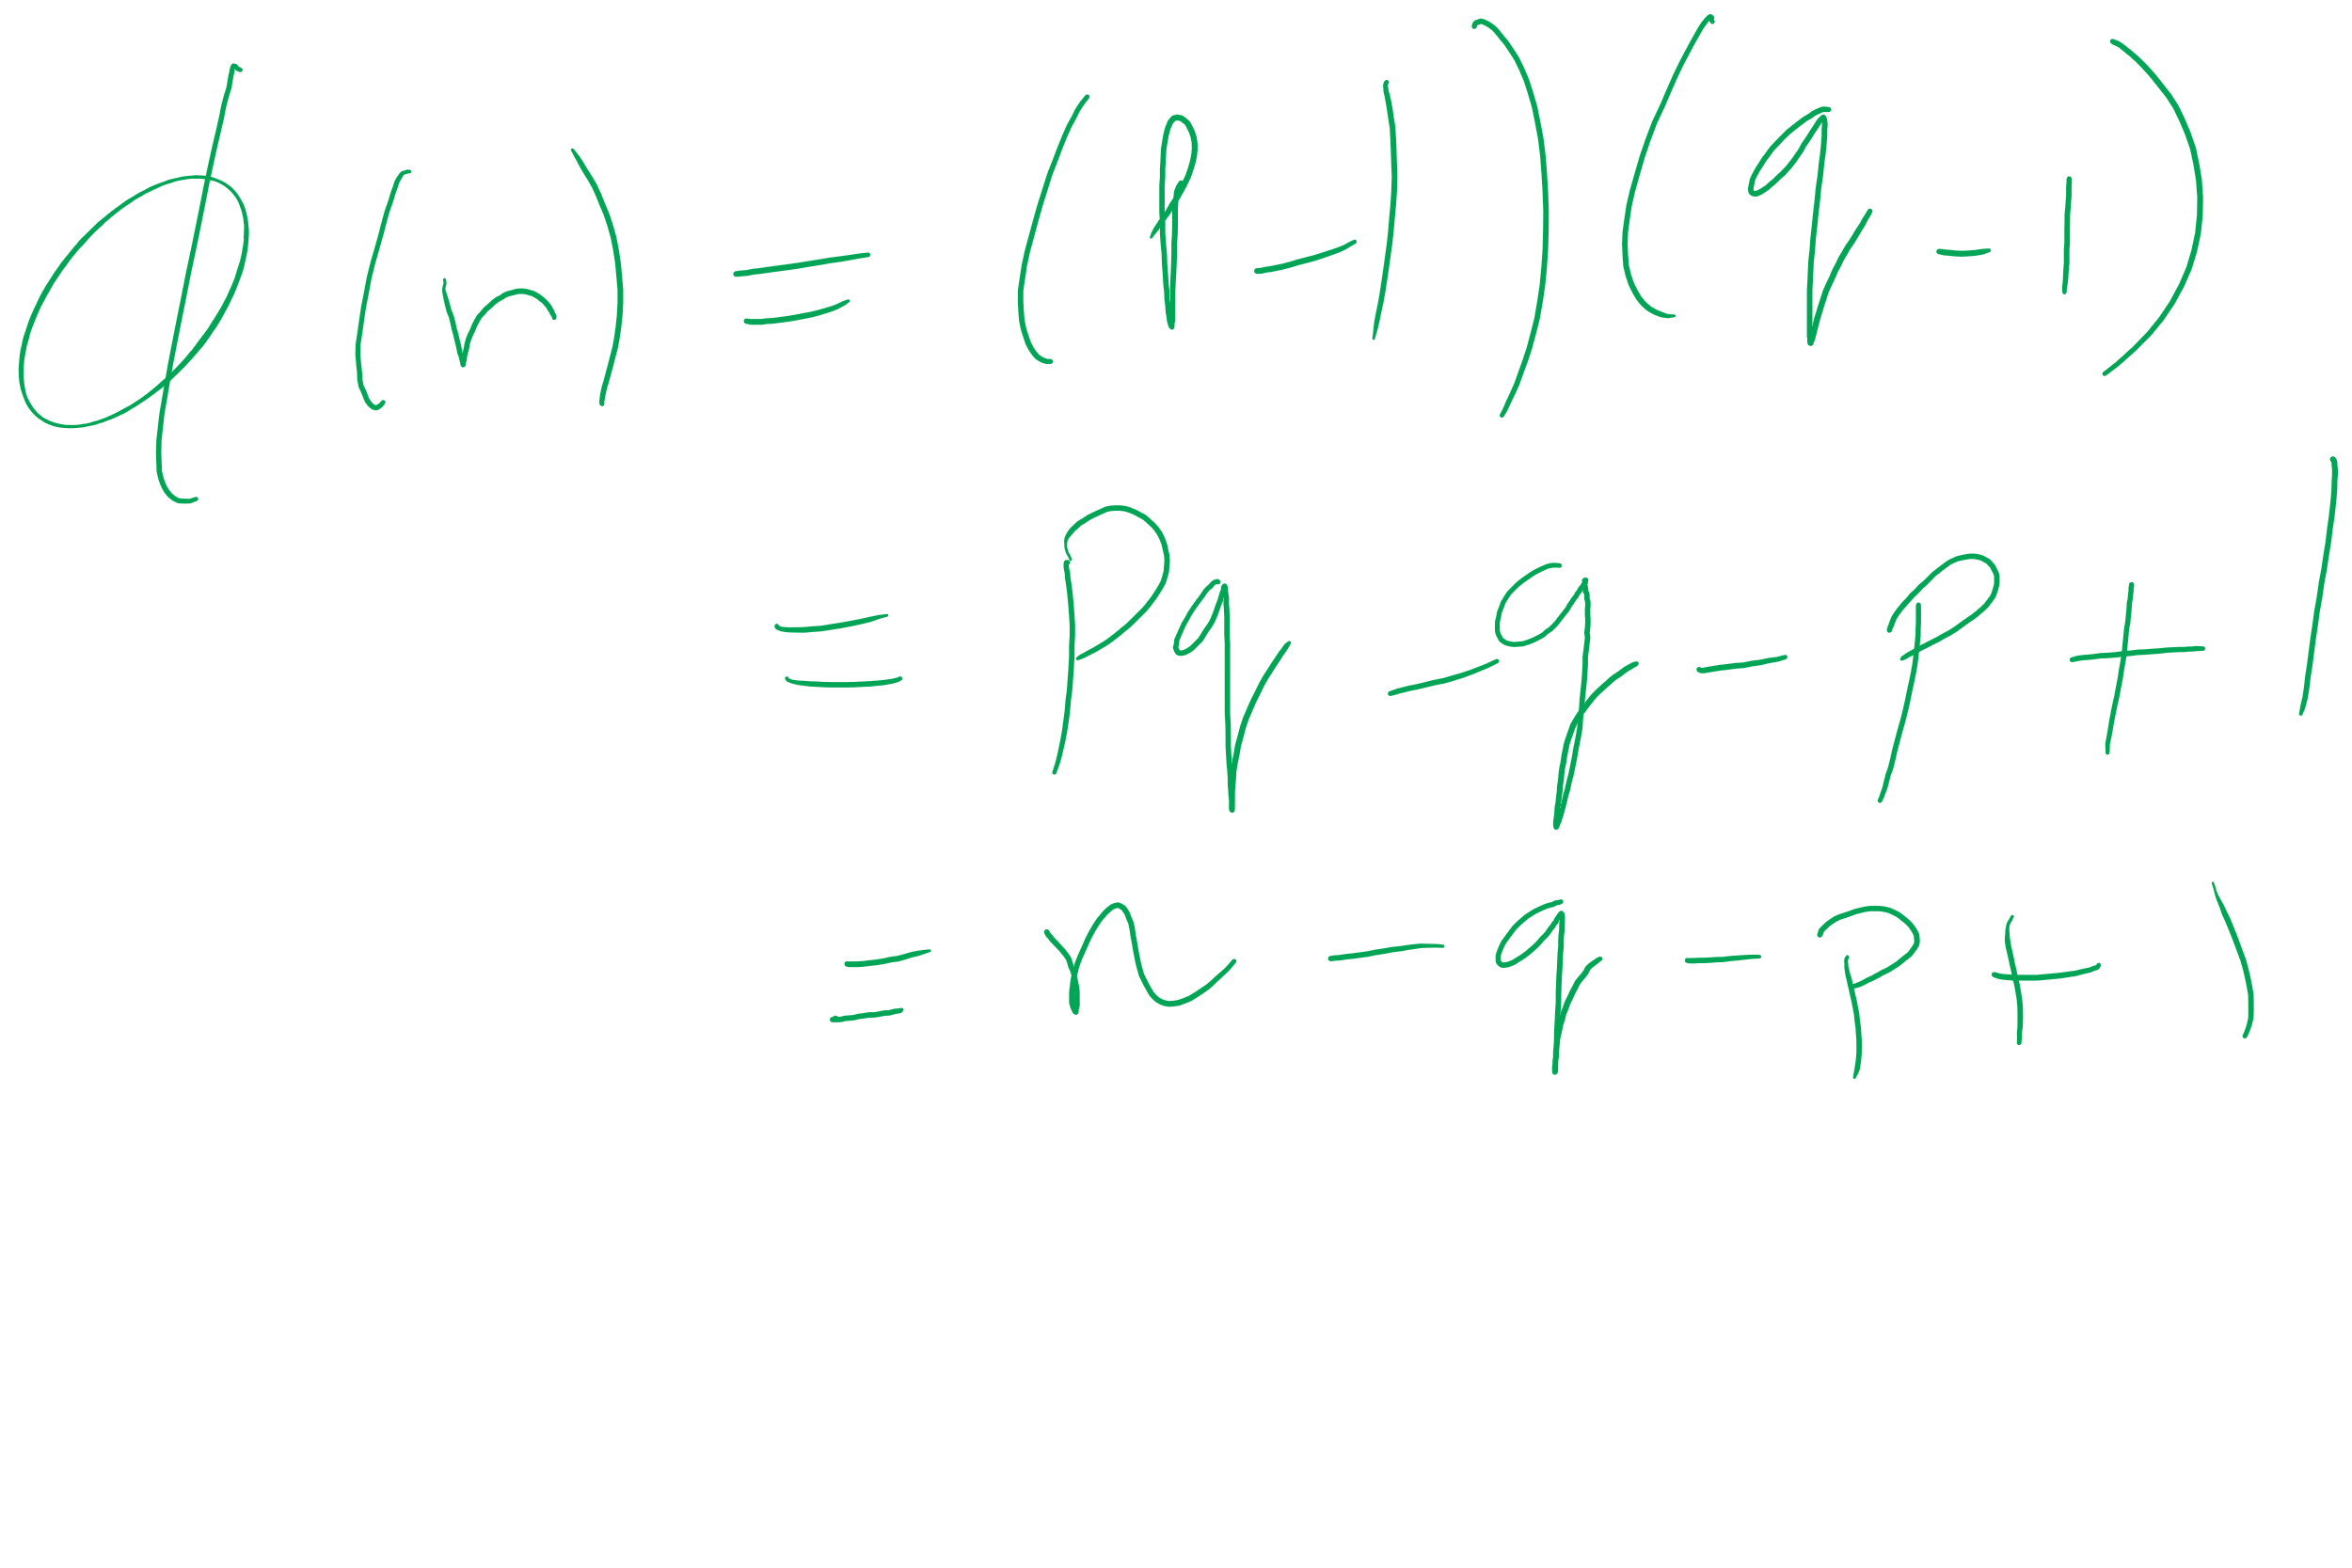 ϕ(n) = (p-1)(q-1)
= pq - q - p + 1
= n - q - p + 1